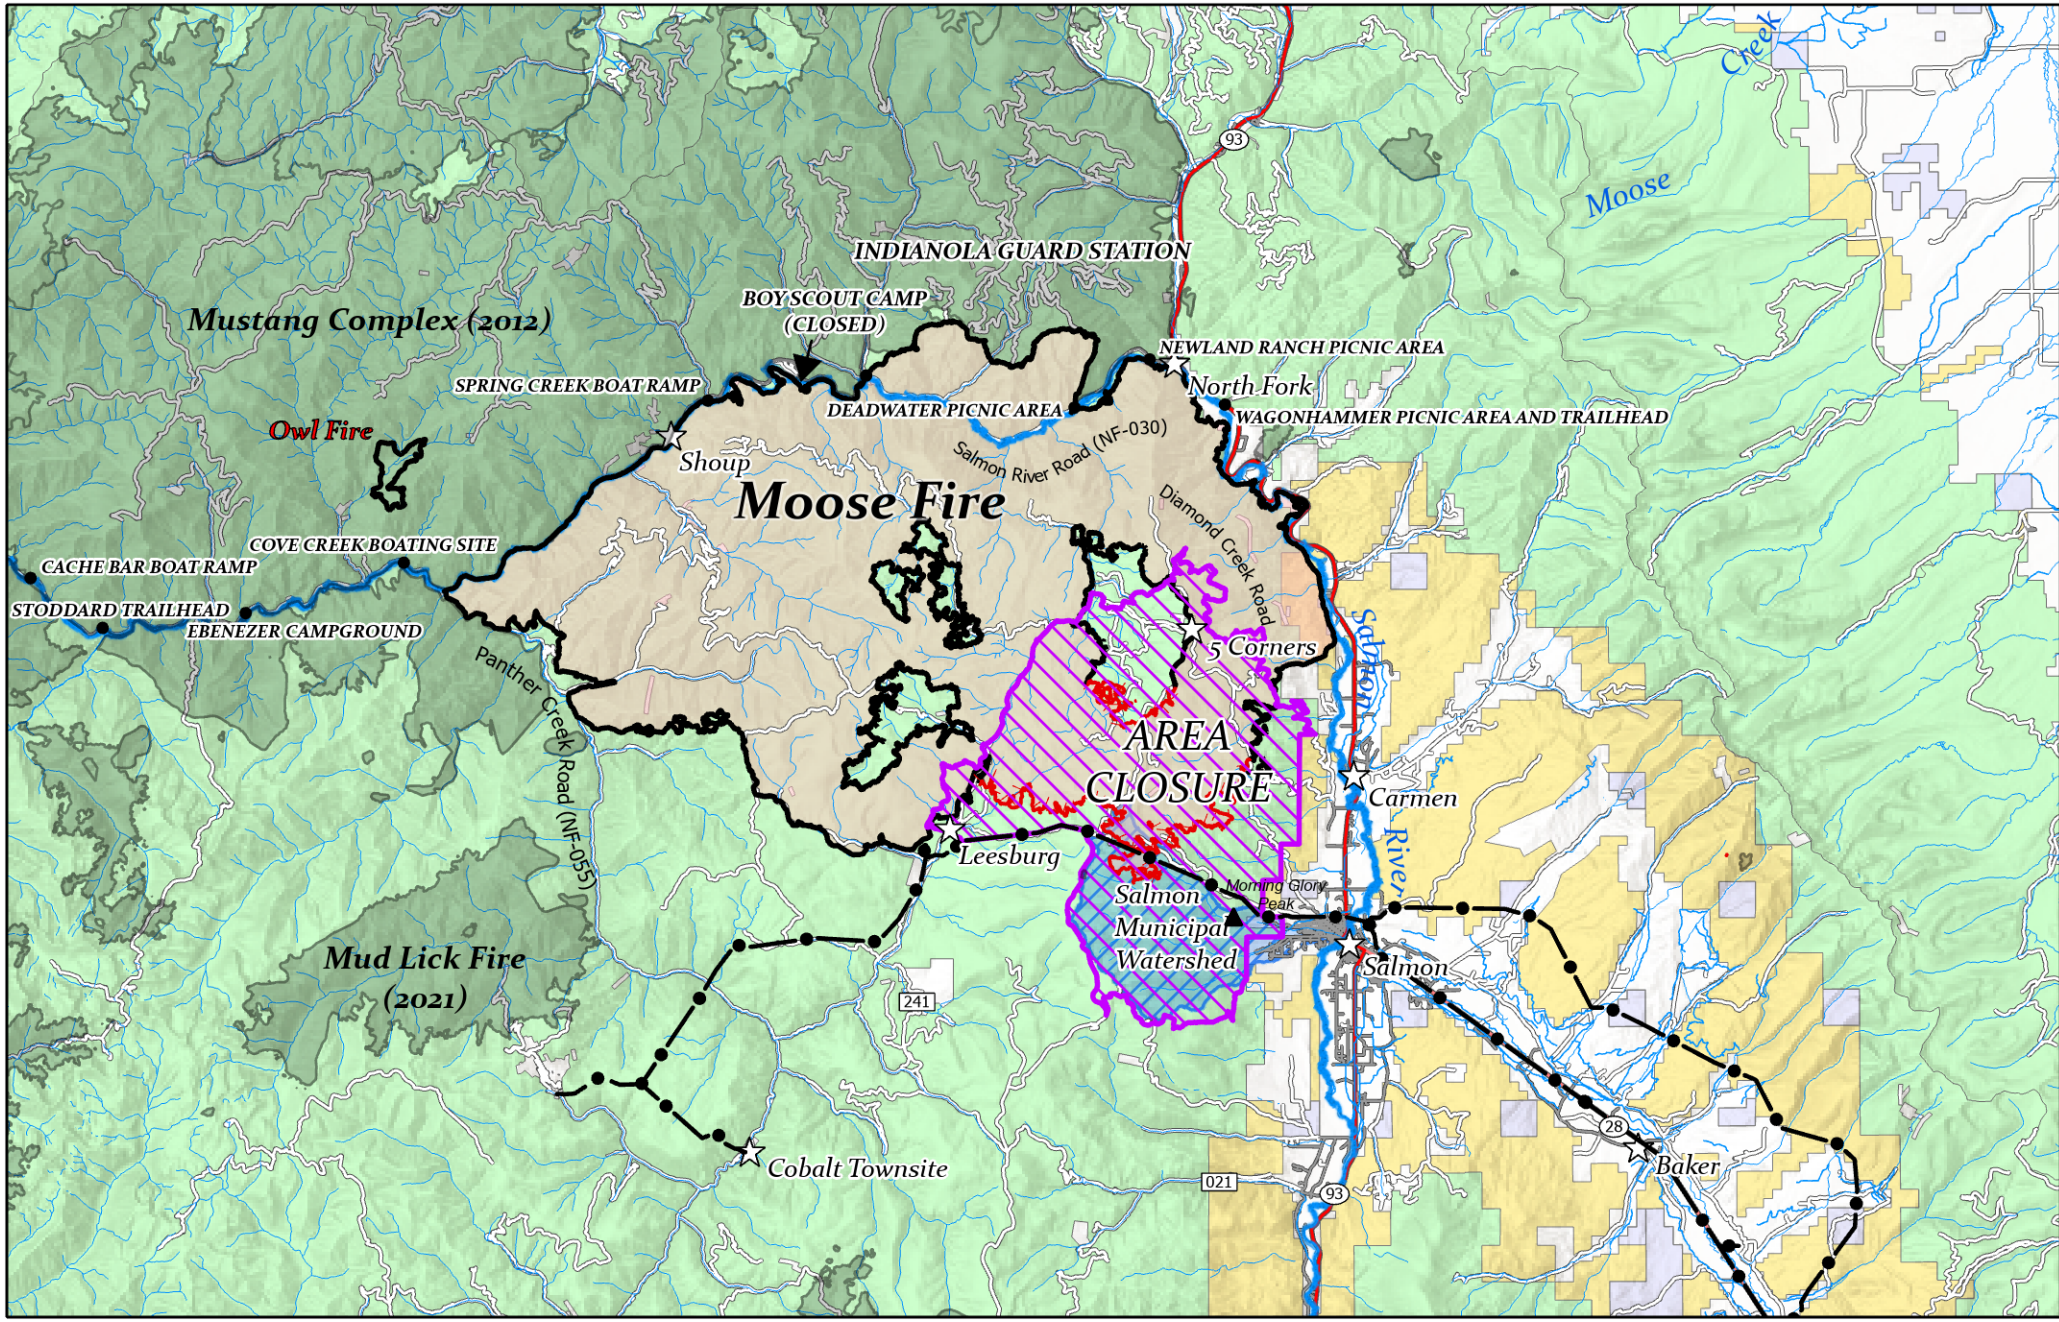 Creek
93
Moose
INDIANOLA GUARD STATION
BOY SCOUT CAMP
(CLOSED)
Mustang Complex (2012)
NEWLAND RANCH PICNIC AREA
SPRING CREEK BOAT RAMP
North Fork
DEADWATER PICNIC AREA
WAGONHAMMER PICNIC AREA AND TRAILHEAD
Owl Fire
Salmon River Road (NF-030)
Shoup
Moose Fire
Diamond Creek Road
COVE CREEK BOATING SITE
CACHE BAR BOAT RAMP
STODDARD TRAILHEAD
EBENEZER CAMPGROUND
5 Corners
Salmon
Panther Creek Road (NF-055)
AREA
CLOSURE
Carmen
River
Leesburg
Morning Glory
Peak
Salmon
Municipal
Watershed
Salmon
Mud Lick Fire
(2021)
241
28
Cobalt Townsite
Baker
021
93